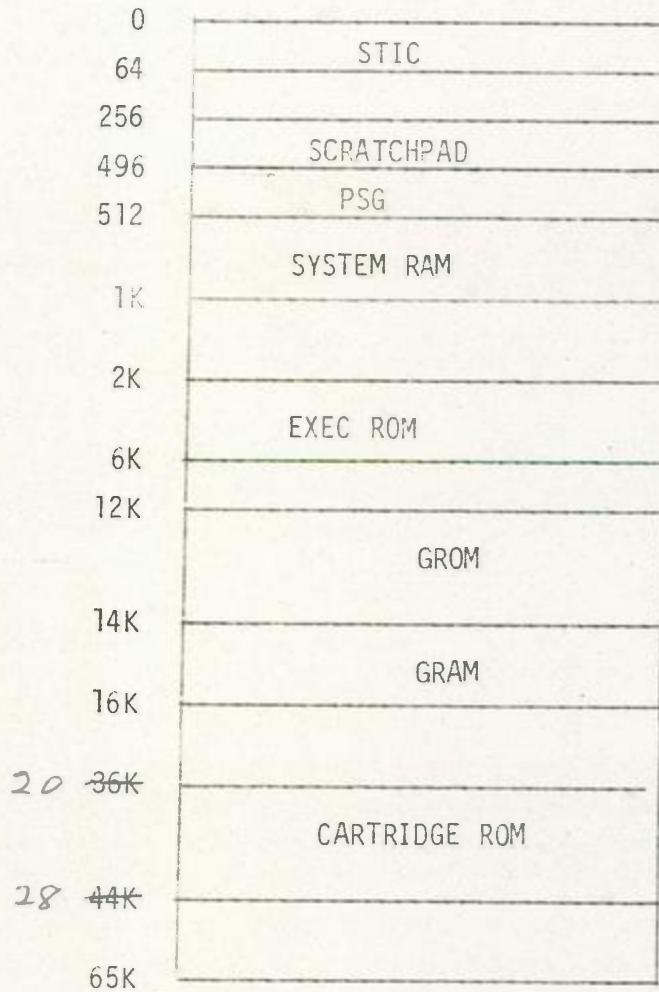 0
STIC
64
256
SCRATCHPAD
496
PSG
512
SYSTEM RAM
1K
2K
EXEC ROM
6K
12K
GROM
14K
GRAM
16K
20 36K
CARTRIDGE ROM
28 44K
65K